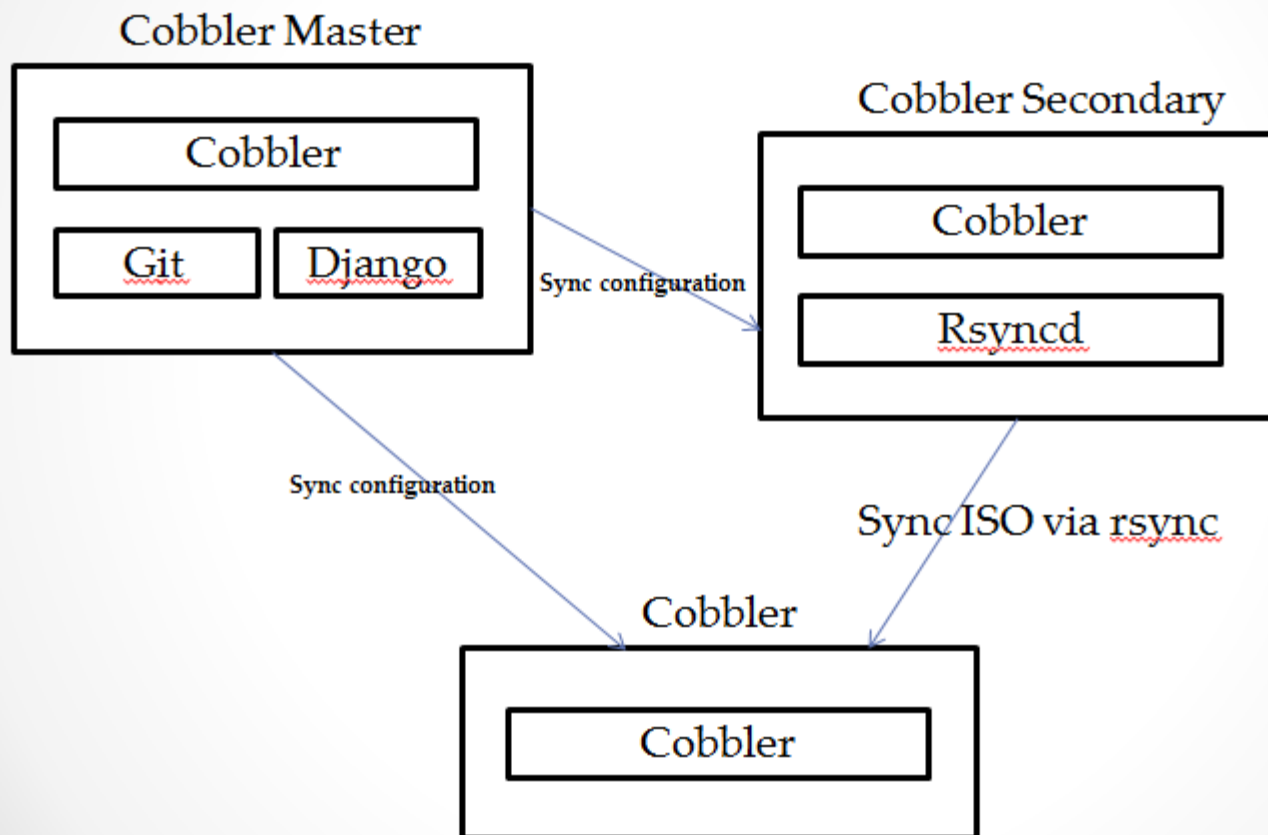 Cobbler Master
Cobbler
Git
Django
Sync configuration
Cobbler Secondary
Cobbler
Rsyncd
Sync configuration
Sync ISO via rsync
Cobbler
Cobbler